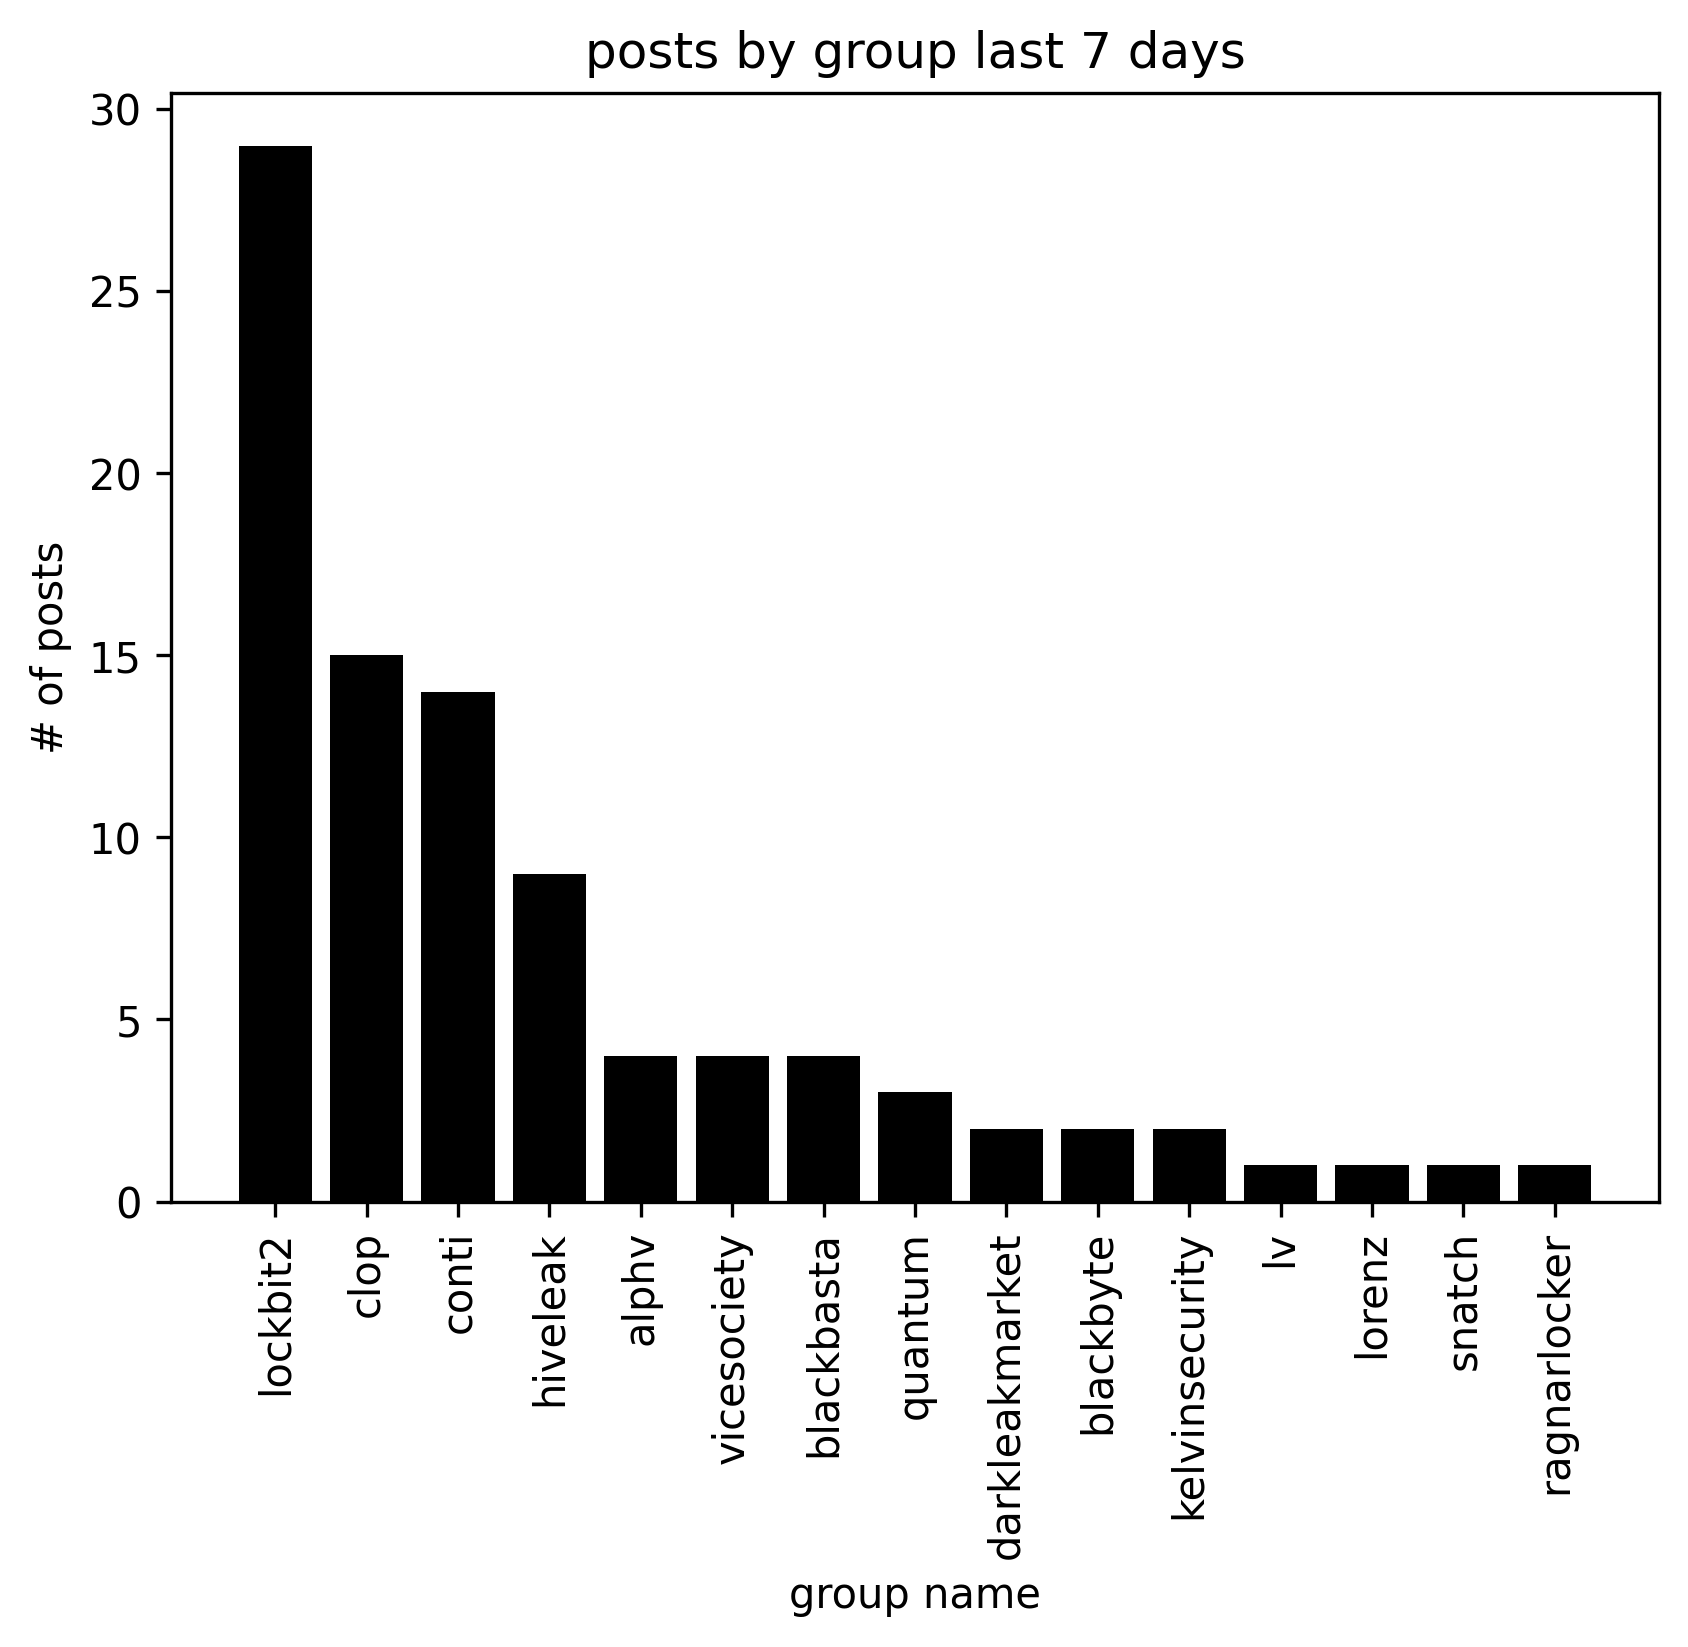 posts by group last 7 days
30
25
20
15
10
5
0
# of posts
lockbit2
clop
conti
hiveleak
alphv
vicesociety
blackbasta
quantum
darkleakmarket
blackbyte
kelvinsecurity
lv
lorenz
snatch
ragnarlocker
group name